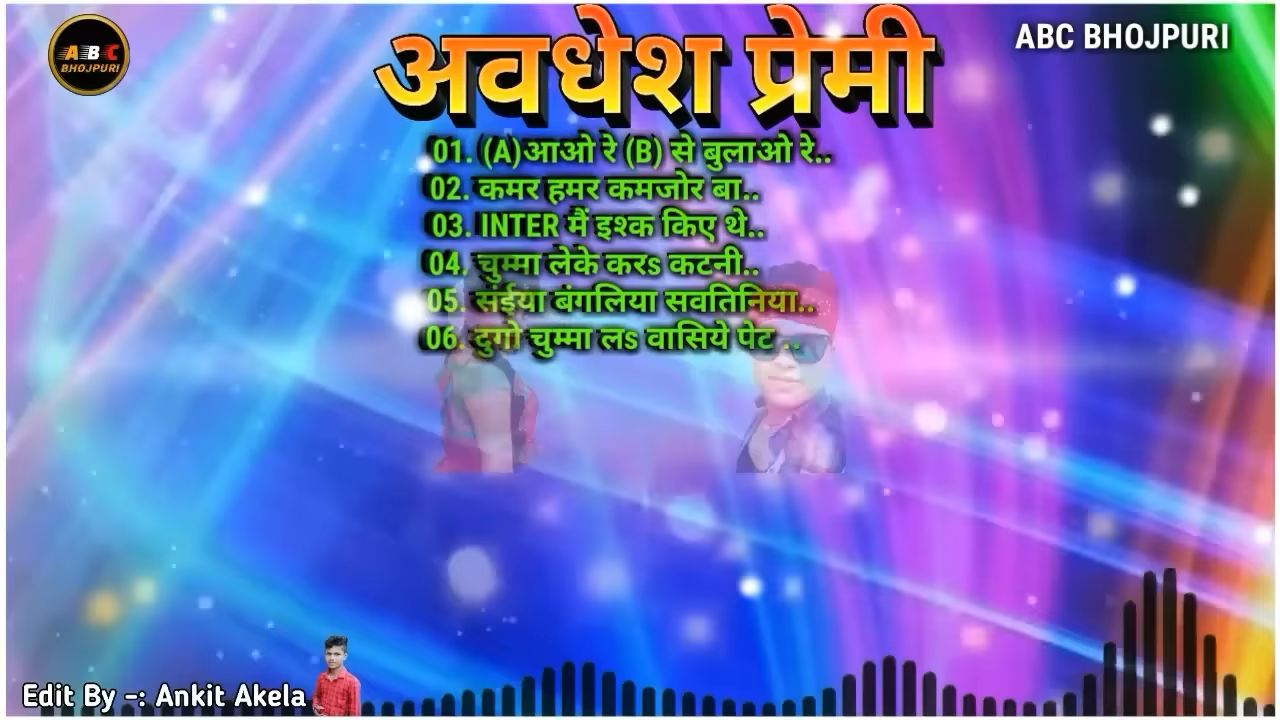 ABC
BHOJPURI
अवधेश प्रेमी
ABC BHOJPURI
01. (A)आओ रे (B) से बुलाओ रे..
02. कमर हमर कमजोर बा..
03. INTER मैं इश्क किए थे..
04. चुम्मा लेके करs कटनी..
05. संईया बंगलिया सवतिनिया..
06. दुगो चुम्मा लs वासिये पेट ..
Edit By -: Ankit Akela